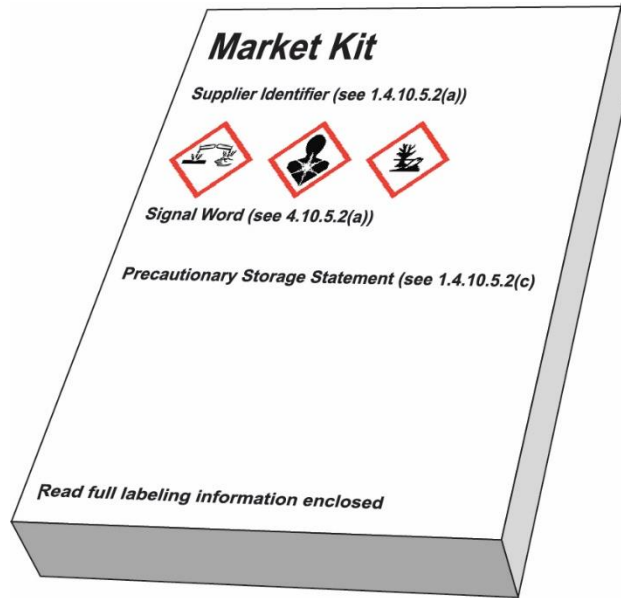 Market Kit
Supplier Identifier (see 1.4.10.5.2(a))
Signal Word (see 4.10.5.2(a))
Precautionary Storage Statement (see 1.4.10.5.2(c)
Read full labeling information enclosed